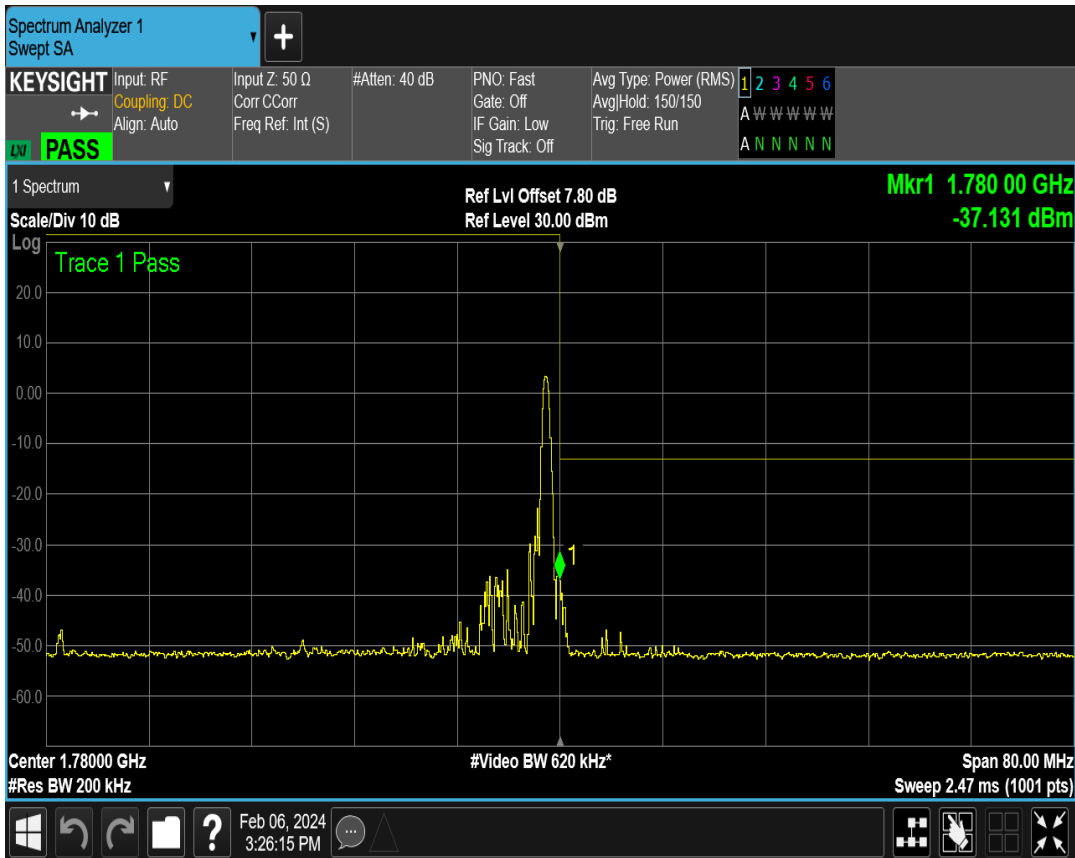 Spectrum Analyzer 1
Swept SA
KEYSIGHT
LXI PASS
Input: RF
Coupling: DC
Align: Auto
Input Z: 50 Ω
Corr CCorr
Freq Ref: Int (S)
#Atten: 40 dB
PNO: Fast
Gate: Off
IF Gain: Low
Sig Track: Off
Avg Type: Power (RMS)
Avg|Hold: 150/150
Trig: Free Run
1 2 3 4 5 6
A W W W W W
A N N N N N
1 Spectrum
Scale/Div 10 dB
Ref Lvl Offset 7.80 dB
Ref Level 30.00 dBm
Mkr1 1.780 00 GHz
-37.131 dBm
Log
Trace 1 Pass
20.0
10.0
0.00
-10.0
-20.0
-30.0
1
-40.0
-50.0
-60.0
Center 1.78000 GHz
#Video BW 620 kHz*
Span 80.00 MHz
#Res BW 200 kHz
Sweep 2.47 ms (1001 pts)
?
Feb 06, 2024
3:26:15 PM